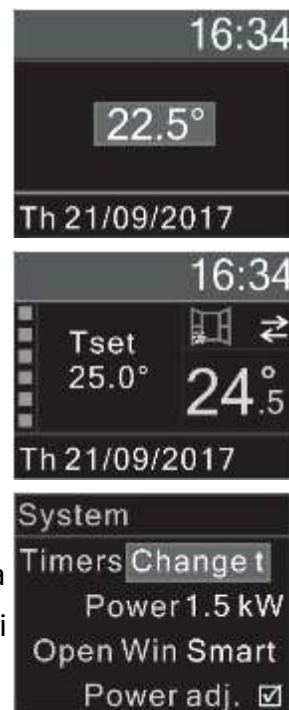 16:34
22.5°
Th 21/09/2017
16:34
Tset
25.0°
24.5°
Th 21/09/2017
System
Timers Change t
a
Power 1.5 kW
i
Open Win Smart
Power adj. ☑